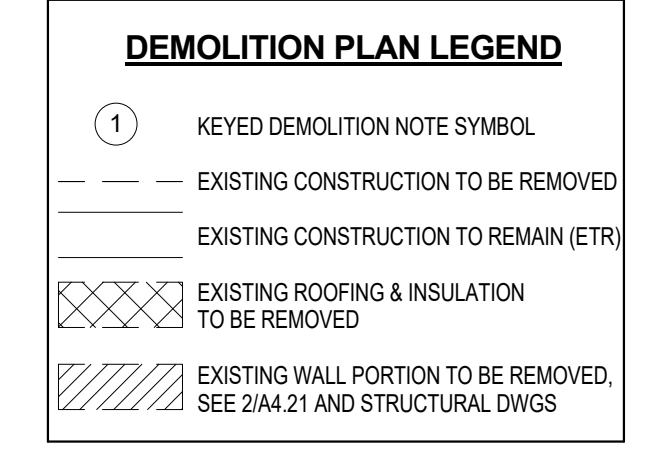 DEMOLITION PLAN LEGEND
1 KEYED DEMOLITION NOTE SYMBOL
EXISTING CONSTRUCTION TO BE REMOVED
EXISTING CONSTRUCTION TO REMAIN (ETR)
EXISTING ROOFING & INSULATION
TO BE REMOVED
EXISTING WALL PORTION TO BE REMOVED,
SEE 2/A4.21 AND STRUCTURAL DWGS